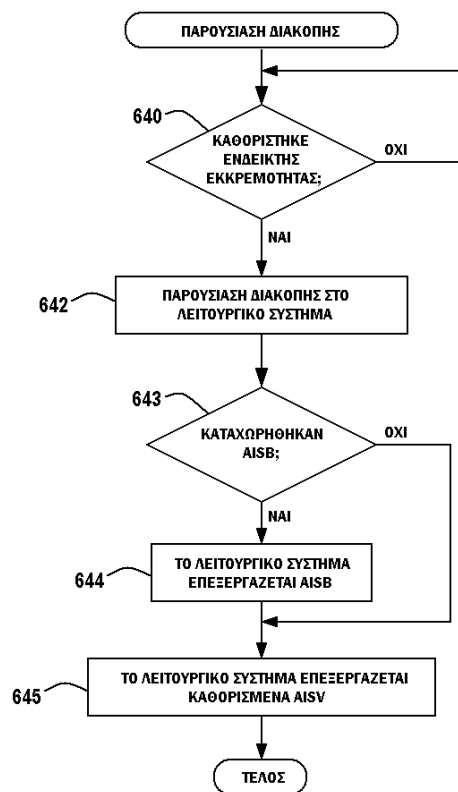 ΠΑΡΟΥΣΙΑΣΗ ΔΙΑΚΟΠΗΣ
640
ΚΑΘΟΡΙΣΤΗΚΕ
ΕΝΔΕΙΚΤΗΣ
ΕΚΚΡΕΜΟΤΗΤΑΣ;
ΟΧΙ
ΝΑΙ
642
ΠΑΡΟΥΣΙΑΣΗ ΔΙΑΚΟΠΗΣ ΣΤΟ
ΛΕΙΤΟΥΡΓΙΚΟ ΣΥΣΤΗΜΑ
643
ΚΑΤΑΧΩΡΗΘΗΚΑΝ
AISB;
ΟΧΙ
ΝΑΙ
644
ΤΟ ΛΕΙΤΟΥΡΓΙΚΟ ΣΥΣΤΗΜΑ
ΕΠΕΞΕΡΓΑΖΕΤΑΙ AISB
645
ΤΟ ΛΕΙΤΟΥΡΓΙΚΟ ΣΥΣΤΗΜΑ ΕΠΕΞΕΡΓΑΖΕΤΑΙ
ΚΑΘΟΡΙΣΜΕΝΑ AISV
ΤΕΛΟΣ